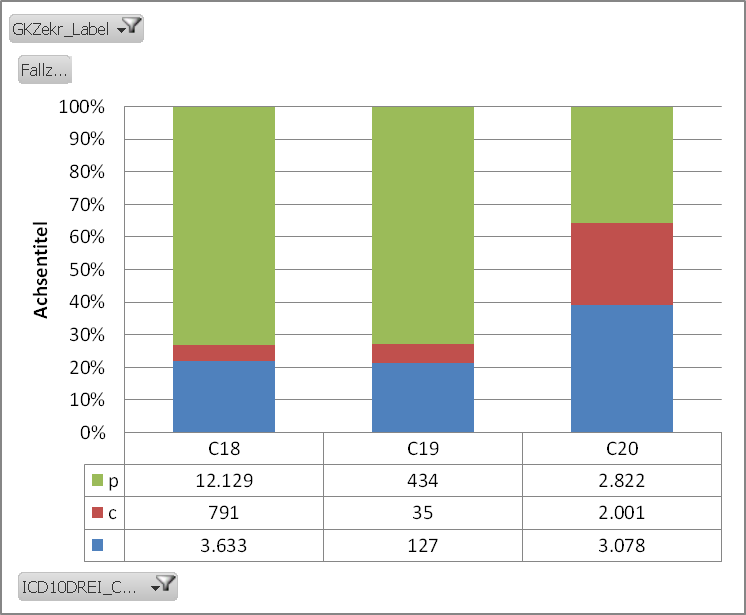 GKZekr_Label
Fallz...
100%
90%
80%
70%
60%
50%
40%
30%
20%
10%
0%
Achsentitel
C18 C19 C20
p 12.129 434 2.822
c 791 35 2.001
3.633 127 3.078
ICD10DREI_C...